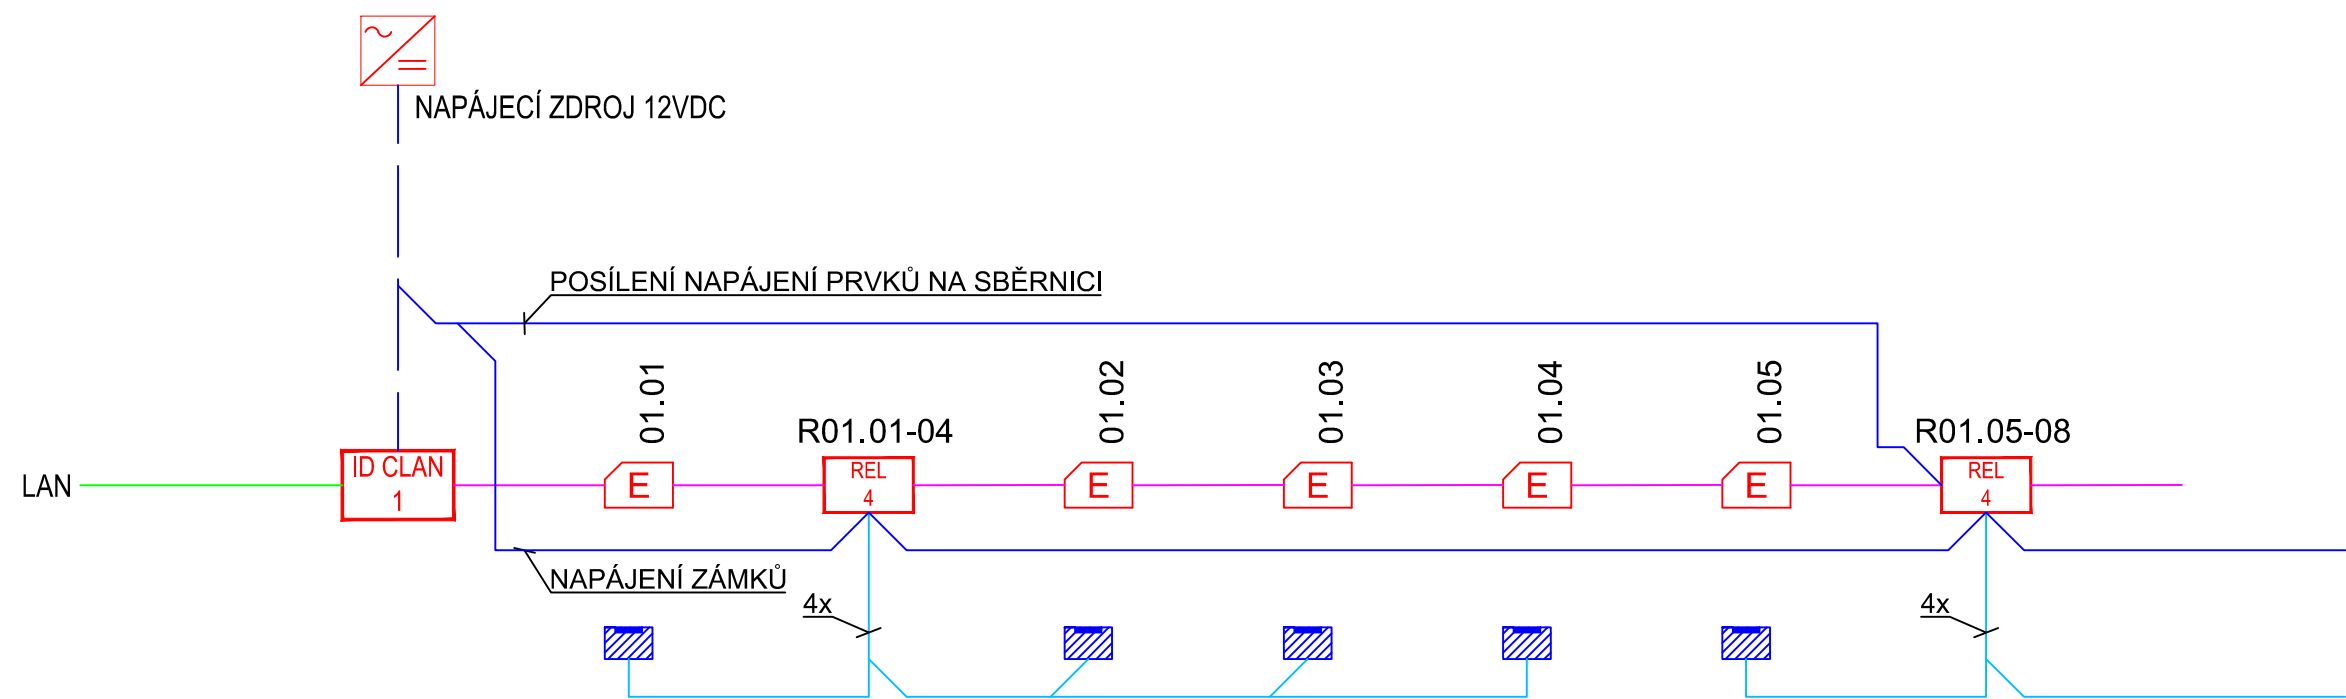 NAPÁJECÍ ZDROJ 12VDC
POSÍLENÍ NAPÁJENÍ PRVKŮ NA SBĚRNICI
01.01
01.02
01.03
01.04
01.05
R01.01-04
R01.05-08
LAN
ID CLAN
1
E
REL
4
E
E
E
E
REL
4
NAPÁJENÍ ZÁMKŮ
4x
4x